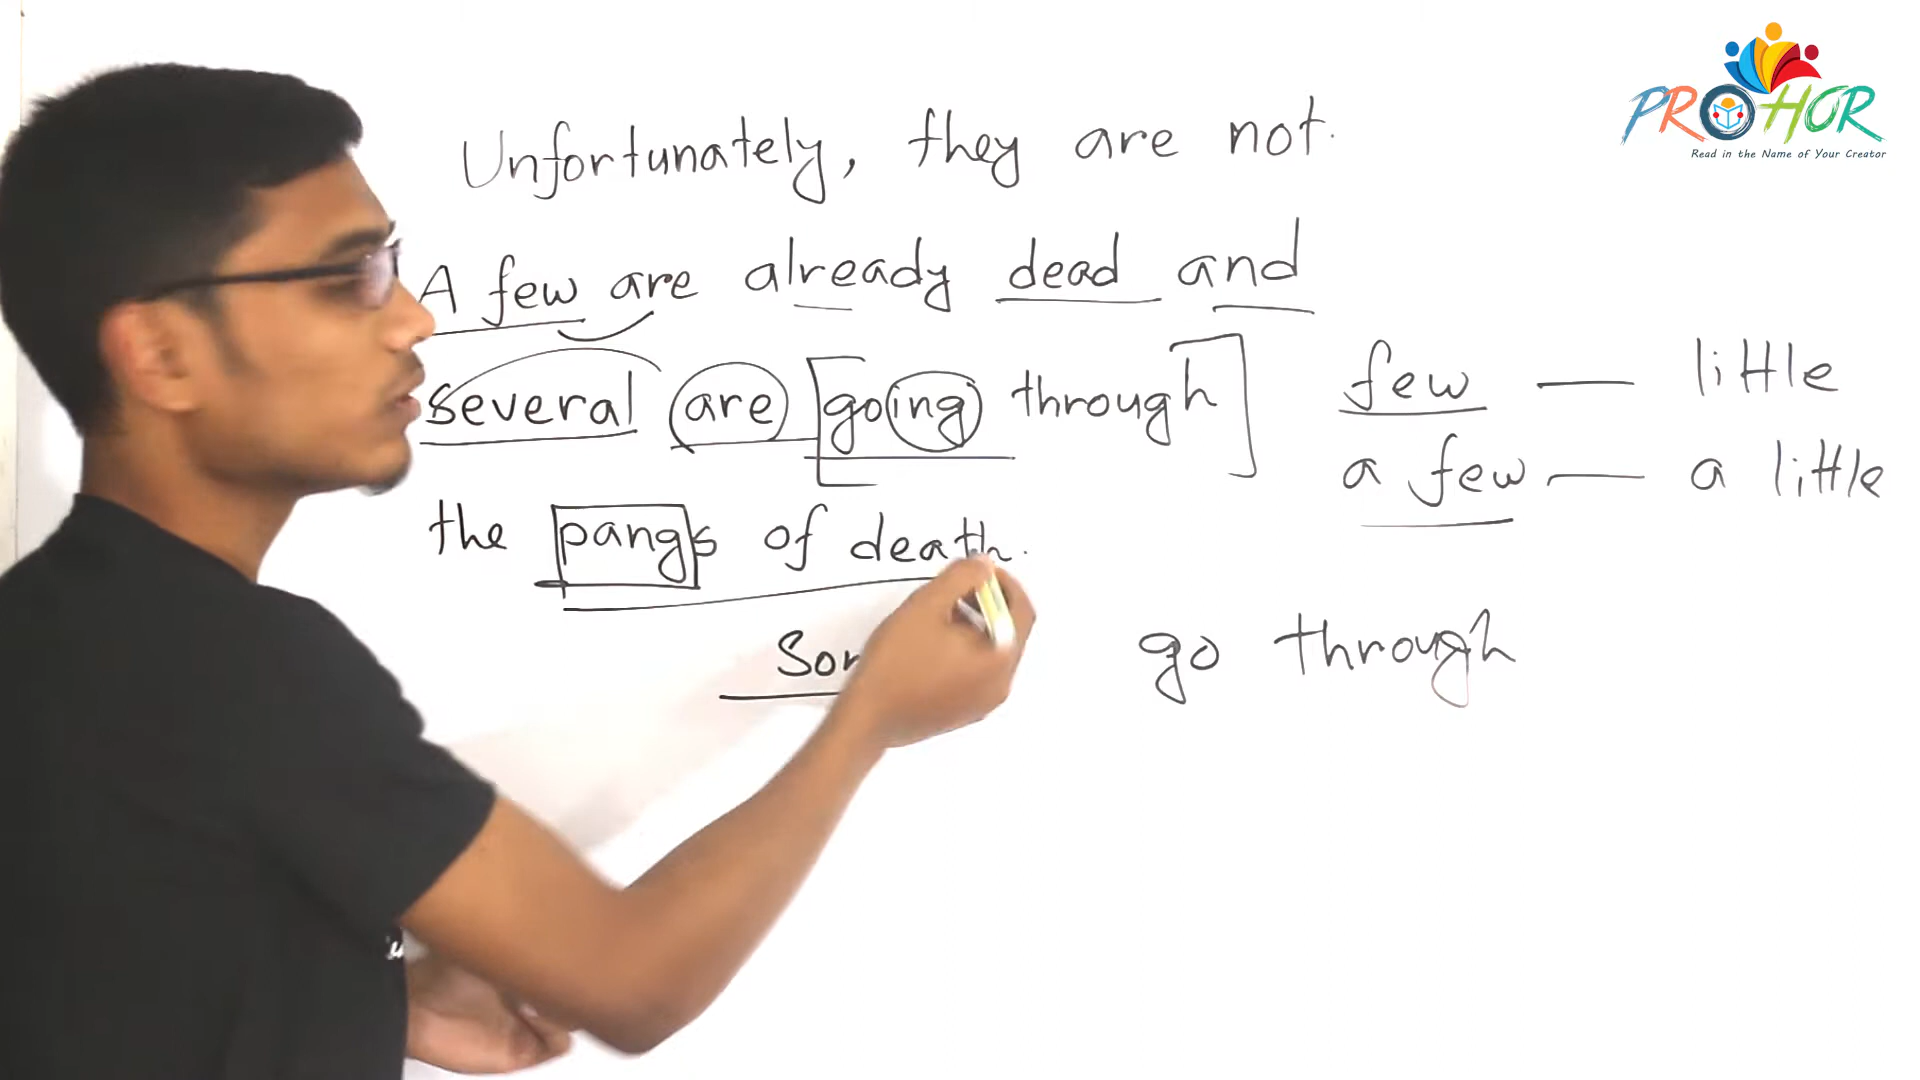 PROHOR
Read in the Name of Your Creator
Unfortunately, they are not.
A few are already dead and
several are going through
the pangs of death.
few — little
a few — a little
go through